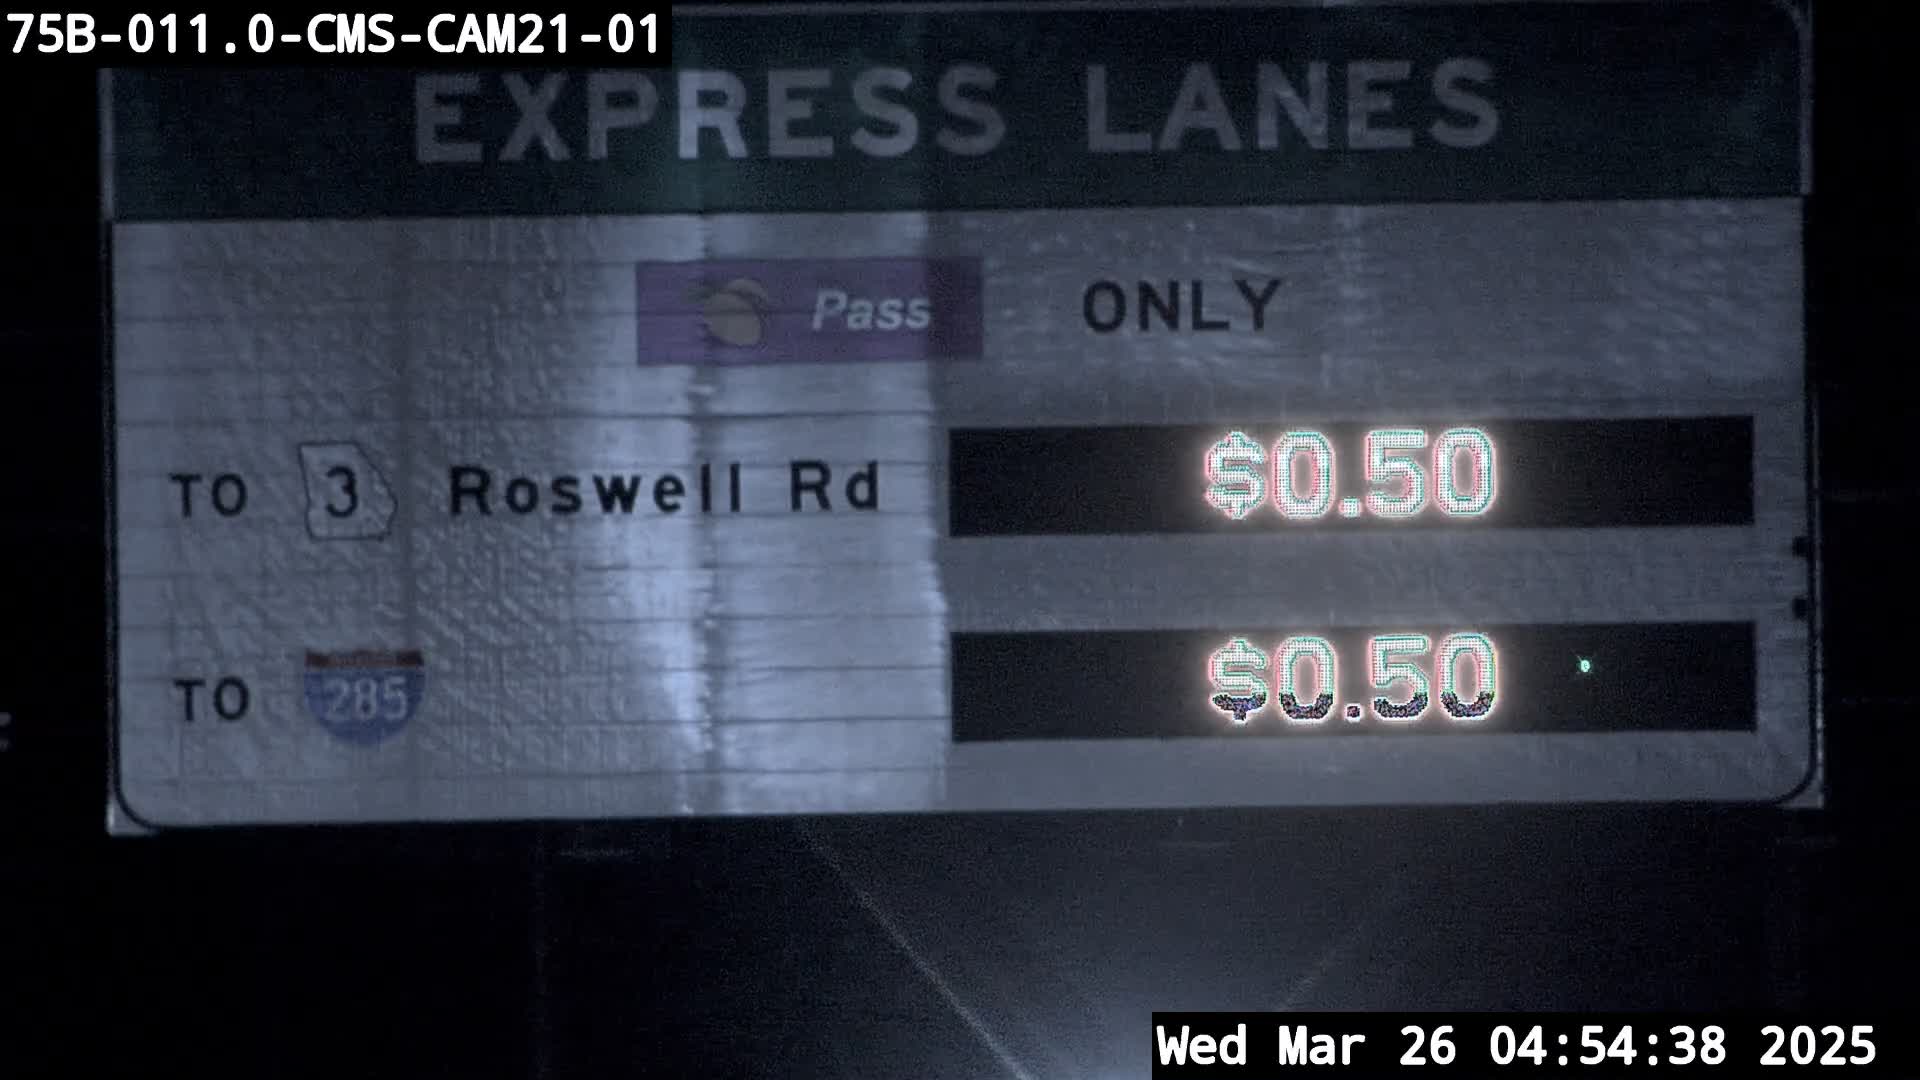 75B-011.0-CMS-CAM21-01
EXPRESS LANES
Pass ONLY
TO 3 Roswell Rd $0.50
TO 285 $0.50
Wed Mar 26 04:54:38 2025